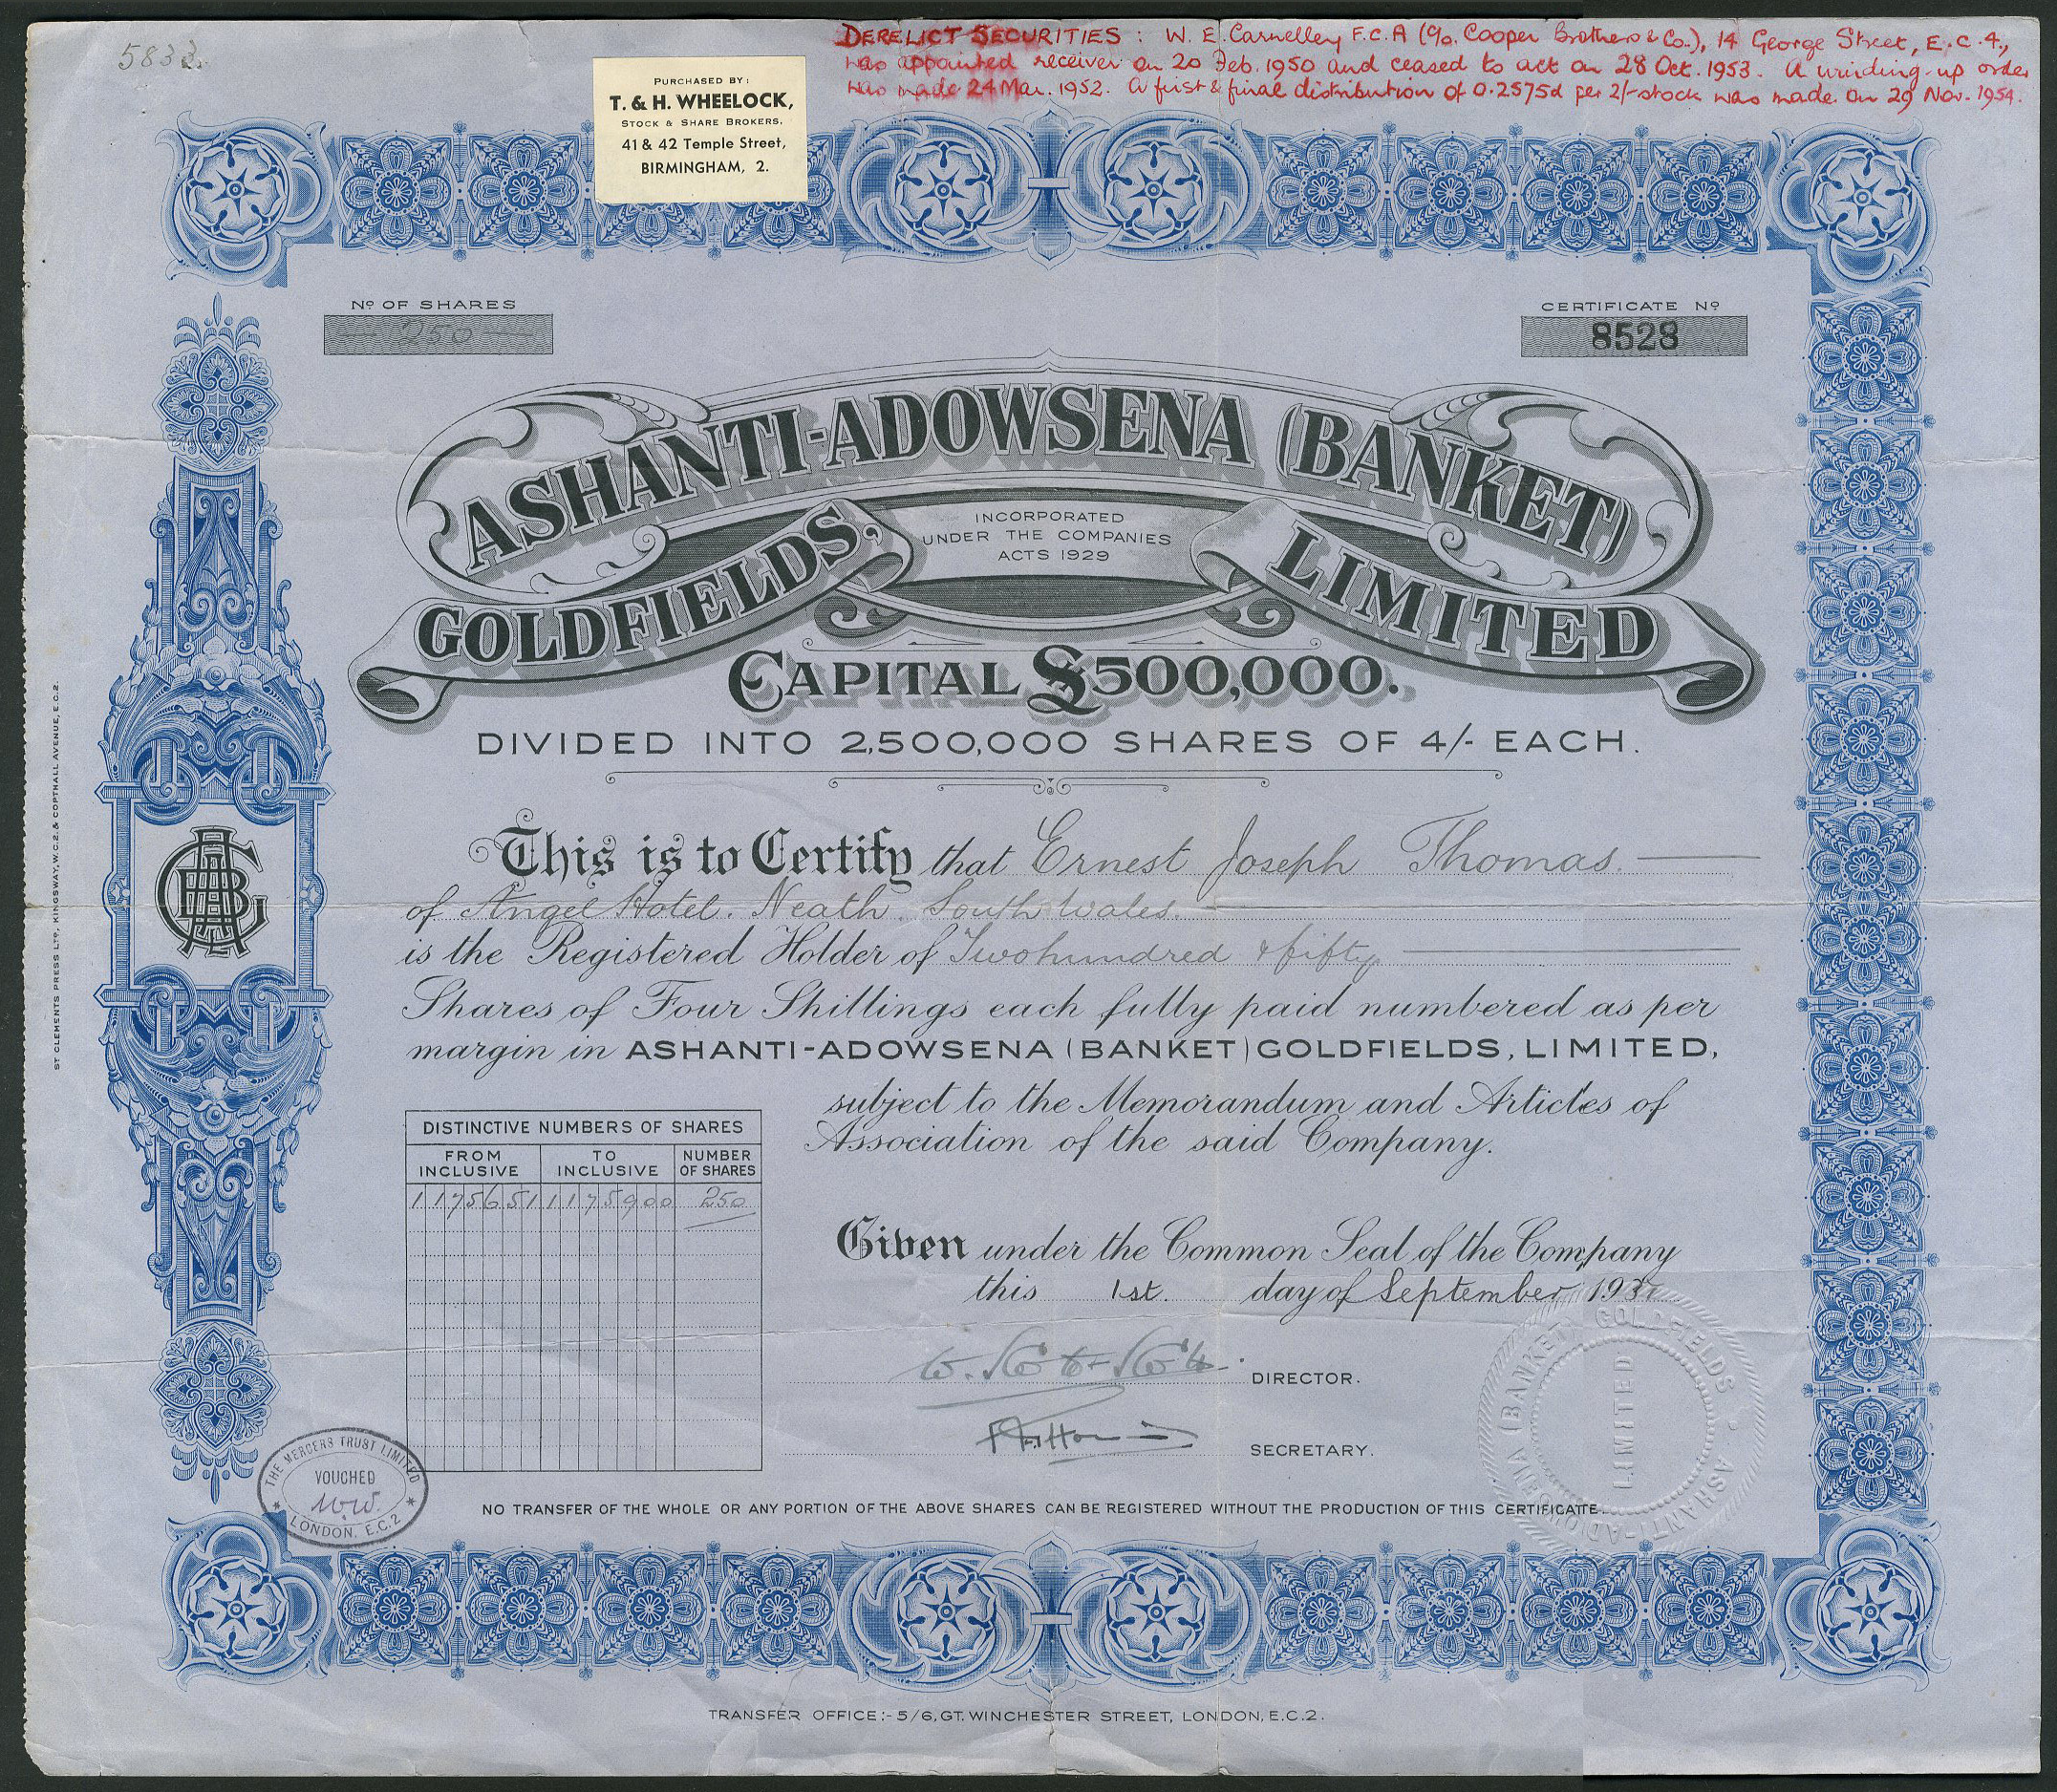 5833
DERELICT SECURITIES : W. E. Carnelley F.C.A (c/o. Cooper Brothers & Co.), 14 George Street, E.C.4.,
was appointed receiver on 20 Feb. 1950 and ceased to act on 28 Oct. 1953. A winding-up order
was made 24 Mar. 1952. A first & final distribution of 0.2575d per 2/- stock was made on 29 Nov. 1954.
PURCHASED BY:
T. & H. WHEELOCK,
STOCK & SHARE BROKERS,
41 & 42 Temple Street,
BIRMINGHAM, 2.
Nº OF SHARES
250
CERTIFICATE Nº
8528
ASHANTI-ADOWSENA (BANKET)
GOLDFIELDS, LIMITED
INCORPORATED
UNDER THE COMPANIES
ACTS 1929
CAPITAL £500,000.
DIVIDED INTO 2,500,000 SHARES OF 4/- EACH.
This is to Certify that Ernest Joseph Thomas.
of Angel Hotel. Neath. South Wales.
is the Registered Holder of Two hundred & fifty
Shares of Four Shillings each fully paid numbered as per
margin in ASHANTI-ADOWSENA (BANKET) GOLDFIELDS, LIMITED,
subject to the Memorandum and Articles of
Association of the said Company.
DISTINCTIVE NUMBERS OF SHARES
FROM INCLUSIVE TO INCLUSIVE NUMBER OF SHARES
1175651 1175900 250
Given under the Common Seal of the Company
this 1st. day of September 1937
DIRECTOR.
SECRETARY.
ASHANTI-ADOWSENA (BANKET) GOLDFIELDS
LIMITED
THE MERCERS TRUST LIMITED
VOUCHED
LONDON, E.C.2
NO TRANSFER OF THE WHOLE OR ANY PORTION OF THE ABOVE SHARES CAN BE REGISTERED WITHOUT THE PRODUCTION OF THIS CERTIFICATE.
TRANSFER OFFICE:- 5/6, GT. WINCHESTER STREET, LONDON, E.C.2.
ST CLEMENTS PRESS LTD, KINGSWAY, W.C.2. & COPTHALL AVENUE, E.C.2.